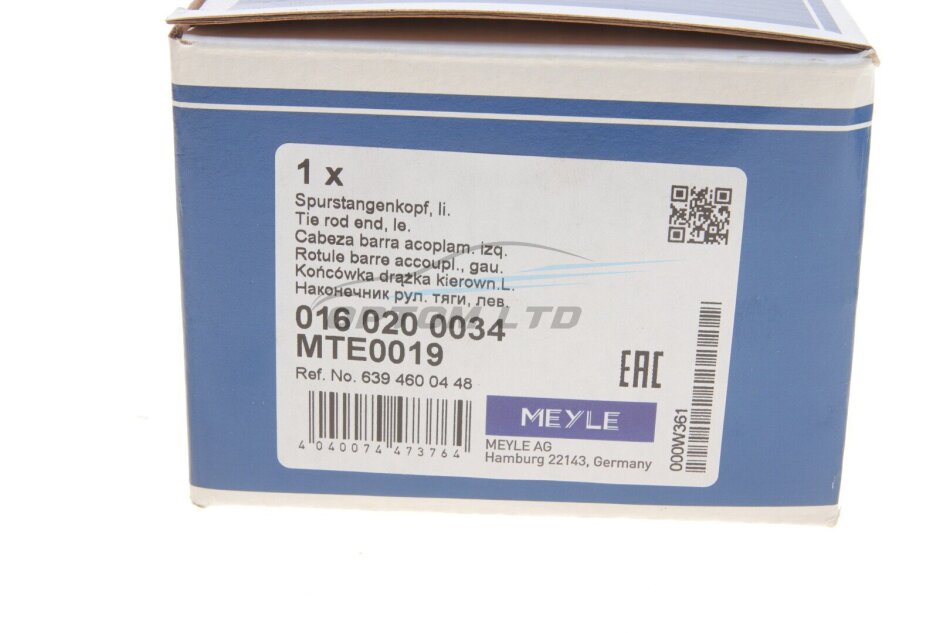 1 x
Spurstangenkopf, li.
Tie rod end, le.
Cabeza barra acoplam. izq.
Rotule barre accoupl., gau.
Końcówka drążka kierown.L.
Наконечник рул. тяги, лев.
OPTOM LTD
016 020 0034
MTE0019
Ref. No. 639 460 04 48
EAC
MEYLE
MEYLE AG
Hamburg 22143, Germany
4 040074 473764
000W361